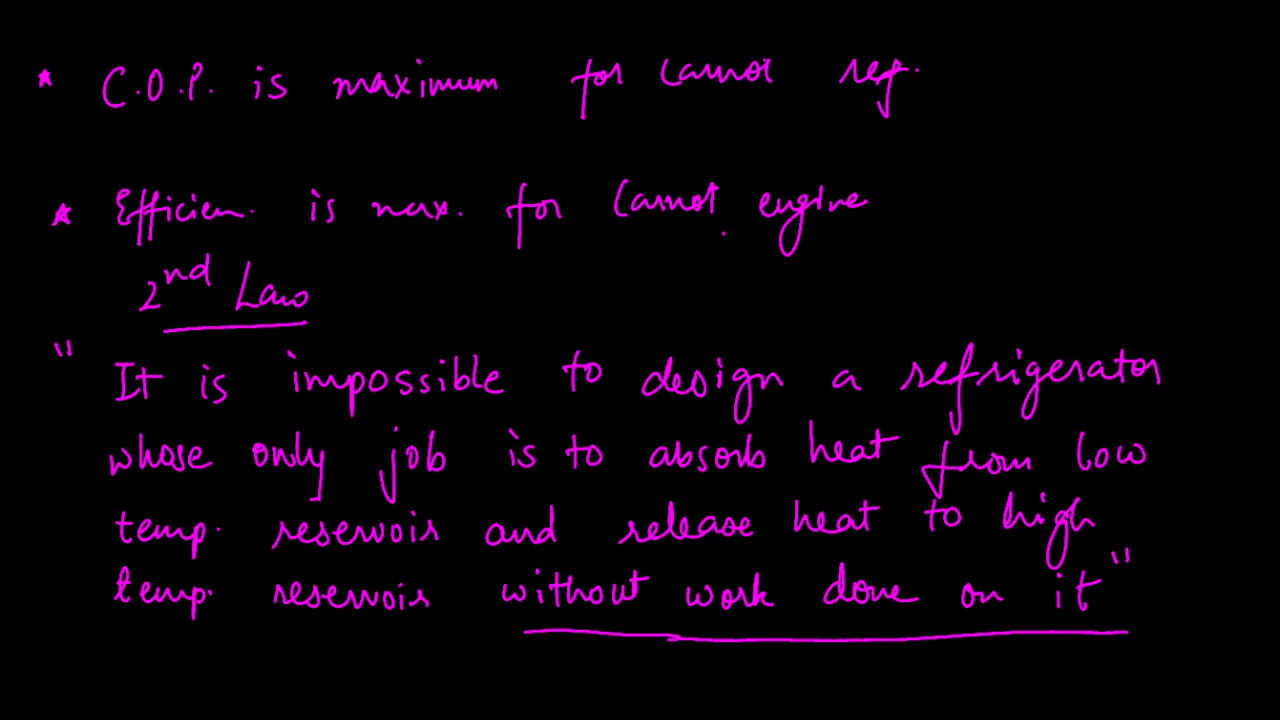 * C.O.P. is maximum for Carnot ref.
* Efficien. is max. for Carnot engine
2nd Law
" It is impossible to design a refrigerator
whose only job is to absorb heat from low
temp. reservoir and release heat to high
temp. reservoir without work done on it "